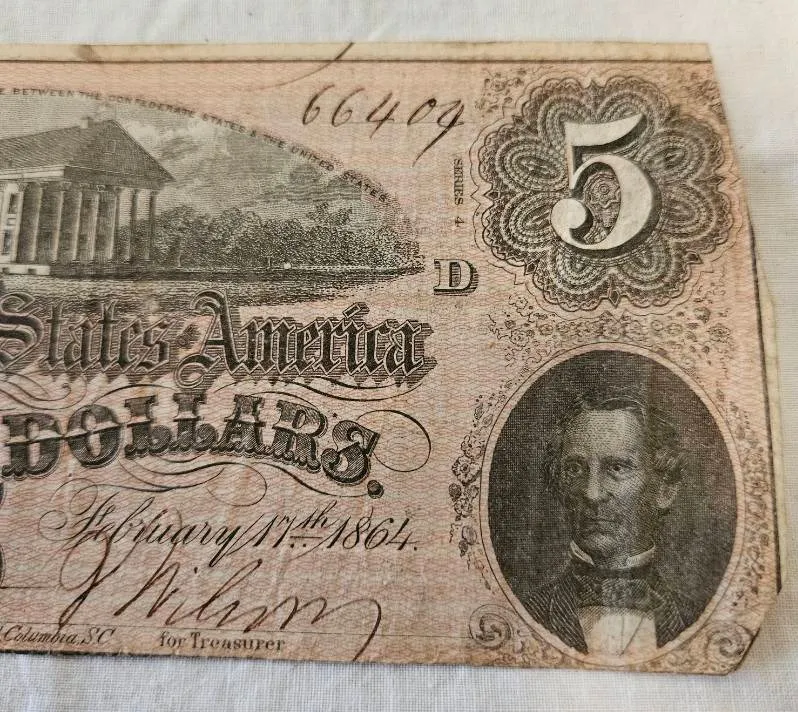 BETWEEN THE CONFEDERATE STATES & THE UNITED STATES
66409
SERIES 4
5
D
States America
DOLLARS.
February 17th 1864.
J Wilson
Columbia, S.C.
for Treasurer